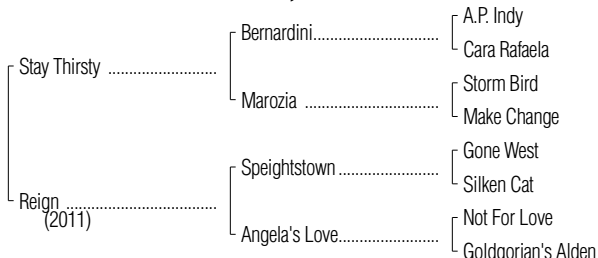 A.P. Indy
Bernardini
Cara Rafaela
Stay Thirsty
Storm Bird
Marozia
Make Change
Gone West
Speightstown
Silken Cat
Reign
(2011)
Not For Love
Angela's Love
Goldgorian's Alden